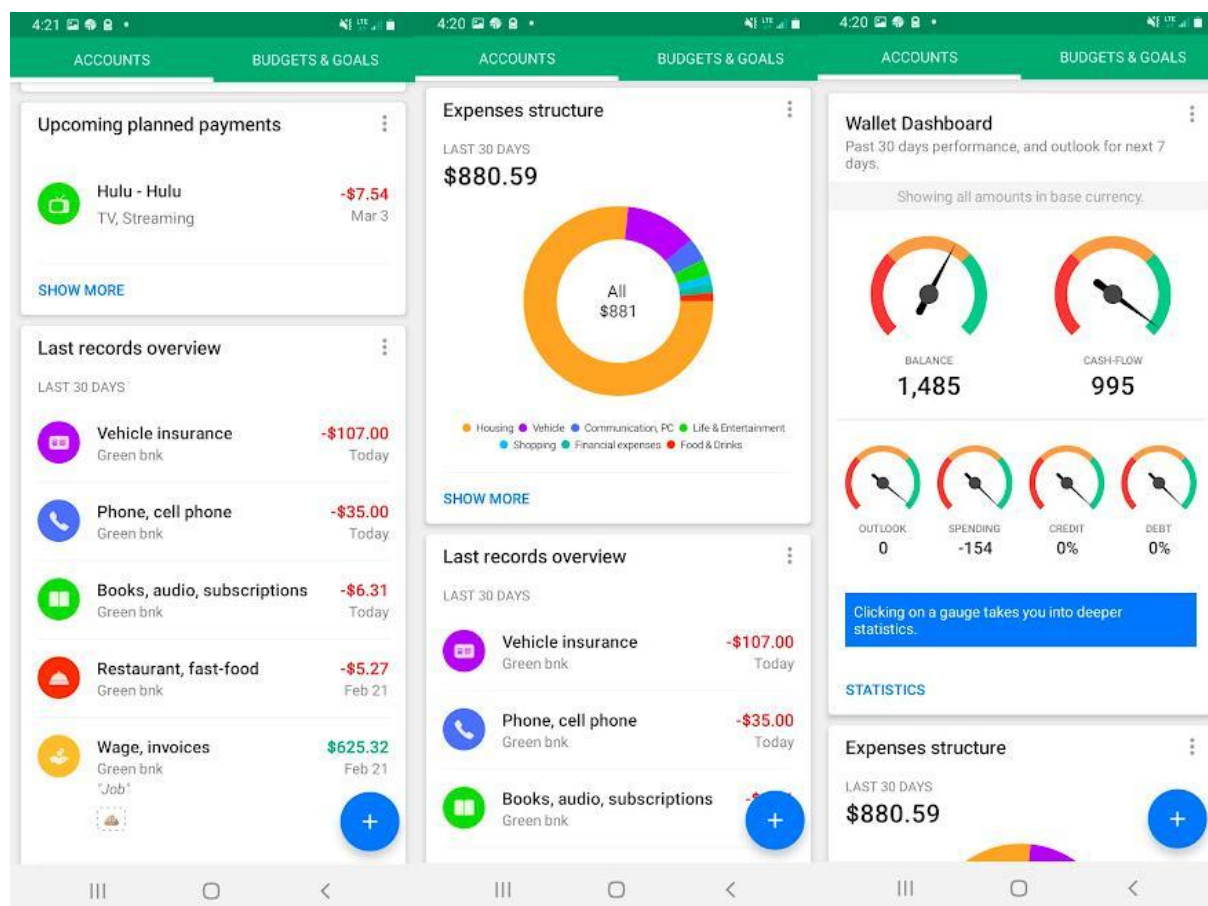 4:21
ACCOUNTS
BUDGETS & GOALS
Upcoming planned payments
Hulu - Hulu
-$7.54
TV, Streaming
Mar 3
SHOW MORE
Last records overview
LAST 30 DAYS
Vehicle insurance
-$107.00
Green bnk
Today
Phone, cell phone
-$35.00
Green bnk
Today
Books, audio, subscriptions
-$6.31
Green bnk
Today
Restaurant, fast-food
-$5.27
Green bnk
Feb 21
Wage, invoices
$625.32
Green bnk
Feb 21
"Job"
+
4:20
LTE
ACCOUNTS
BUDGETS & GOALS
Expenses structure
LAST 30 DAYS
$880.59
All
$881
Housing
Vehicle
Communication, PC
Life & Entertainment
Shopping
Financial expenses
Food & Drinks
SHOW MORE
Last records overview
LAST 30 DAYS
Vehicle insurance
-$107.00
Green bnk
Today
Phone, cell phone
-$35.00
Green bnk
Today
Books, audio, subscriptions
Green bnk
+
4:20
LTE
ACCOUNTS
BUDGETS & GOALS
Wallet Dashboard
Past 30 days performance, and outlook for next 7
days.
Showing all amounts in base currency.
BALANCE
1,485
CASH-FLOW
995
OUTLOOK
0
SPENDING
-154
CREDIT
0%
DEBT
0%
Clicking on a gauge takes you into deeper
statistics.
STATISTICS
Expenses structure
LAST 30 DAYS
$880.59
+